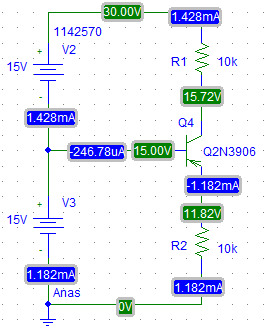 30.00V
1.428mA
1142570
V2
15V
R1
10k
15.72V
1.428mA
Q4
-246.78uA
15.00V
Q2N3906
-1.182mA
V3
11.82V
15V
R2
10k
1.182mA
1.182mA
Anas
0V